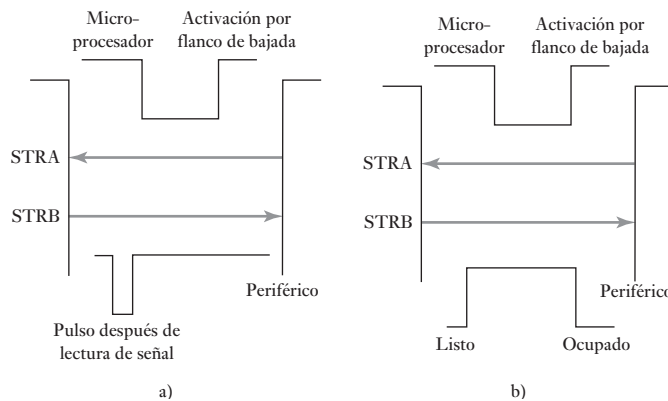 Micro-
procesador
Activación por
flanco de bajada
STRA
STRB
Periférico
Pulso después de
lectura de señal
a)
Micro-
procesador
Activación por
flanco de bajada
STRA
STRB
Periférico
Listo
Ocupado
b)